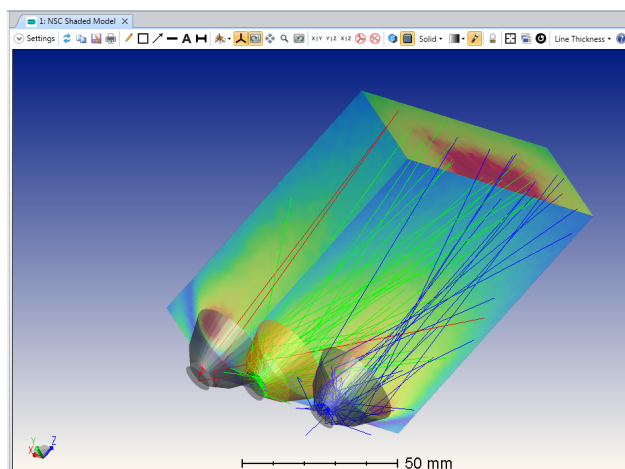 1: NSC Shaded Model
Settings A X|Y Y|Z X|Z Solid Line Thickness
Y
X Z
50 mm